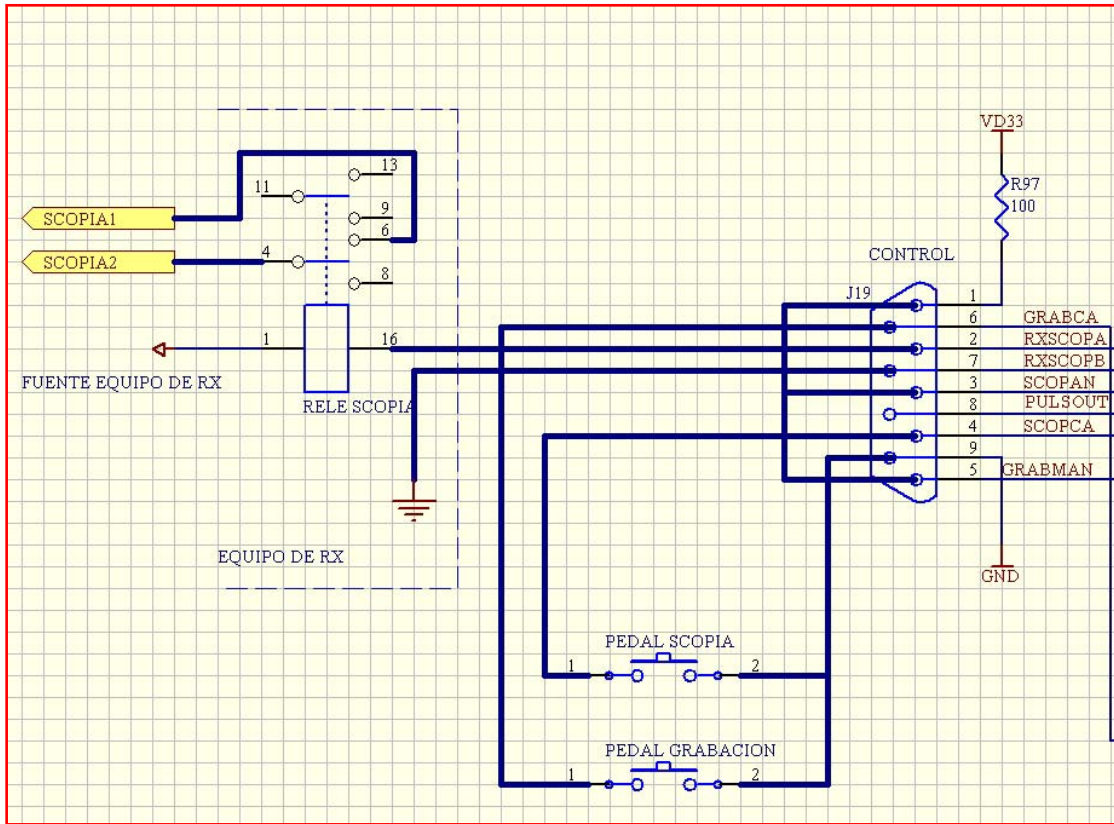 VD33
R97
100
13
11
9
SCOPIA1
6
SCOPIA2
4
8
CONTROL
J19
1
6
GRABCA
2
RXSCOPA
7
RXSCOPB
3
SCOPAN
8
PULSOUT
4
SCOPCA
9
5
GRABMAN
1
16
FUENTE EQUIPO DE RX
RELE SCOPIA
EQUIPO DE RX
GND
PEDAL SCOPIA
1
2
PEDAL GRABACION
1
2